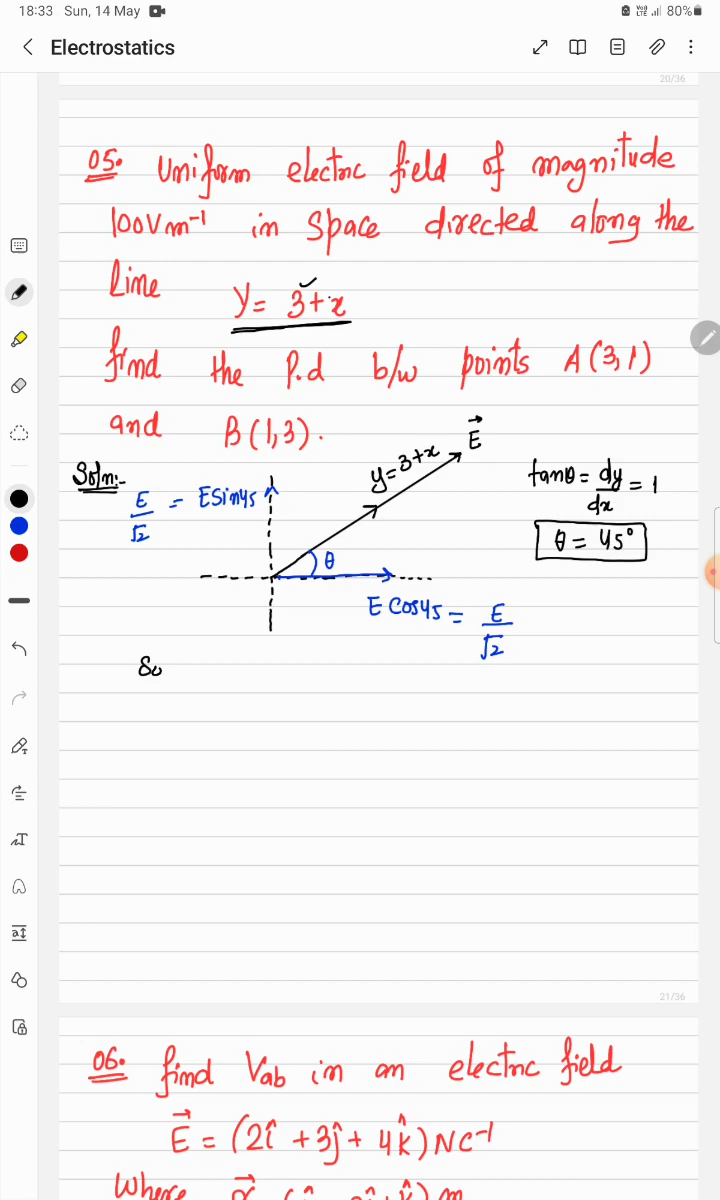 18:33 Sun, 14 May 80%
Electrostatics
20/36
05. Uniform electric field of magnitude
100Vm⁻¹ in space directed along the
line y = 3+x
find the P.d b/w points A(3,1)
and B(1,3).
Soln:-
E/√2 = E Sin45
y=3+x
E⃗
θ
E Cos45 = E/√2
tanθ = dy/dx = 1
θ = 45°
So
21/36
06. find Vab in an electric field
E⃗ = (2î + 3ĵ + 4k̂) NC⁻¹
Where